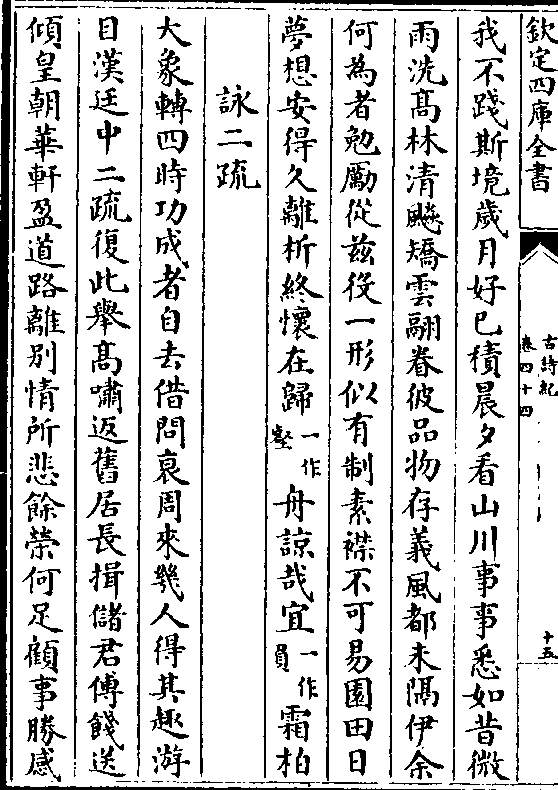 欽定四庫全書
古詩紀
卷四十四
十五
我不踐斯境歲月好已積晨夕看山川事事悉如昔微
雨洗髙林清飈矯雲翮眷彼品物存義風都未隔伊余
何為者勉勵從兹役一形似有制素襟不可易園田日
夢想安得久離析終懷在歸一作壑舟諒哉宜一作員霜柏
詠二疏
大象轉四時功成者自去借問衰周來幾人得其趣游
目漢廷中二疏復此舉髙嘯返舊居長揖儲君傅餞送
傾皇朝華軒盈道路離别情所悲餘榮何足顧事勝感